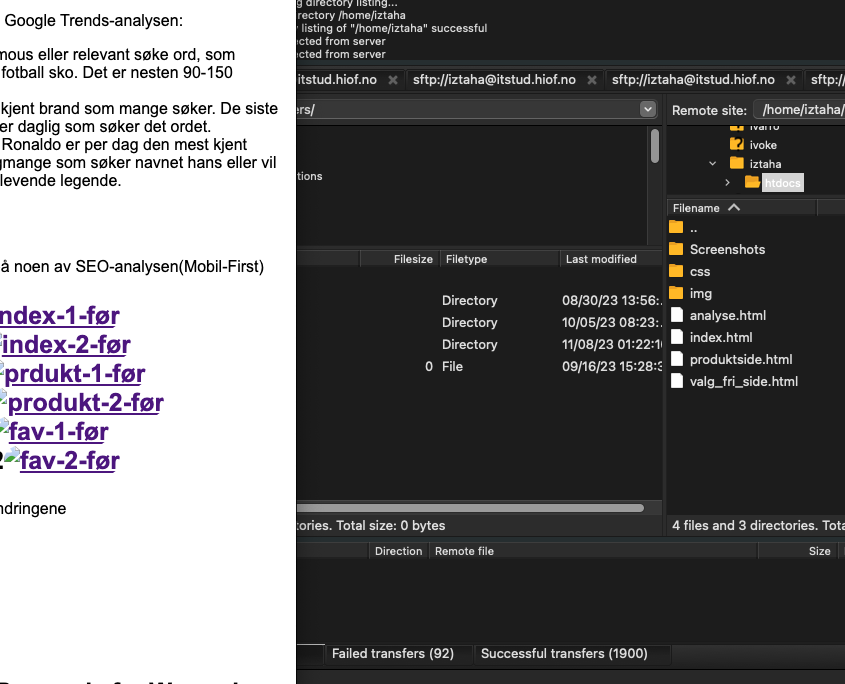 Google Trends-analysen:
eller relevant søke ord, som
fotball sko. Det er nesten 90-150
kjent brand som mange søker. De siste
er daglig som søker det ordet.
Ronaldo er per dag den mest kjent
som søker navnet hans eller vil
levende legende.
å noen av SEO-analysen(Mobil-First)
ndex-1-før
index-2-før
prdukt-1-før
produkt-2-før
fav-1-før
2 fav-2-før
ndringene
directory listing...
rectory /home/iztaha
listing of "/home/iztaha" successful
ected from server
ected from server
itstud.hiof.no
sftp://iztaha@itstud.hiof.no
sftp://iztaha@itstud.hiof.no
sftp:/
ers/
tions
Filesize Filetype Last modified
Directory 08/30/23 13:56:.
Directory 10/05/23 08:23:.
Directory 11/08/23 01:22:1
0 File 09/16/23 15:28:3
tories. Total size: 0 bytes
Remote site: /home/iztaha/
ivarro
ivoke
iztaha
htdocs
Filename
..
Screenshots
css
img
analyse.html
index.html
produktside.html
valg_fri_side.html
4 files and 3 directories. Tota
Direction Remote file Size
Failed transfers (92) Successful transfers (1900)